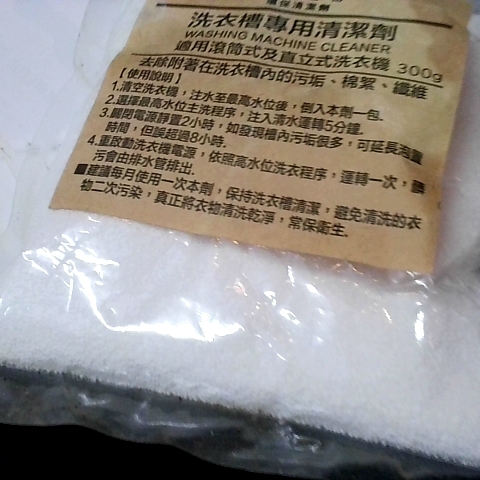 環保清潔劑
洗衣槽專用清潔劑
WASHING MACHINE CLEANER
適用滾筒式及直立式洗衣機 300g
去除附著在洗衣槽內的污垢、棉絮、纖維
【使用說明】
1.清空洗衣機，注水至最高水位後，倒入本劑一包.
2.選擇最高水位主洗程序，注入清水運轉5分鐘.
3.關閉電源靜置2小時，如發現槽內污垢很多，可延長浸置
時間，但誤超過8小時.
4.重啟動洗衣機電源，依照高水位洗衣程序，運轉一次，髒
污會由排水管排出.
■建議每月使用一次本劑，保持洗衣槽清潔，避免清洗的衣
物二次污染，真正將衣物清洗乾淨，常保衛生.